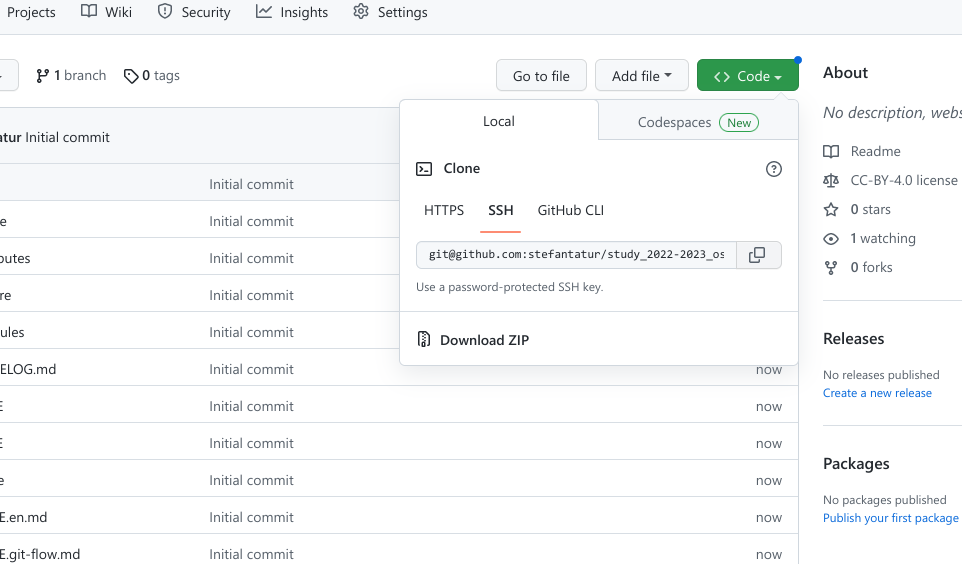 Projects Wiki Security Insights Settings
1 branch 0 tags Go to file Add file Code About
Local Codespaces New No description, webs
atur Initial commit
Clone Readme
Initial commit CC-BY-4.0 license
HTTPS SSH GitHub CLI 0 stars
e Initial commit 1 watching
git@github.com:stefantatur/study_2022-2023_os
butes Initial commit 0 forks
Use a password-protected SSH key.
re Initial commit
ules Initial commit Releases
Download ZIP
ELOG.md Initial commit now No releases published
Create a new release
E Initial commit now
E Initial commit now
Packages
e Initial commit now
No packages published
E.en.md Initial commit now Publish your first package
E.git-flow.md Initial commit now